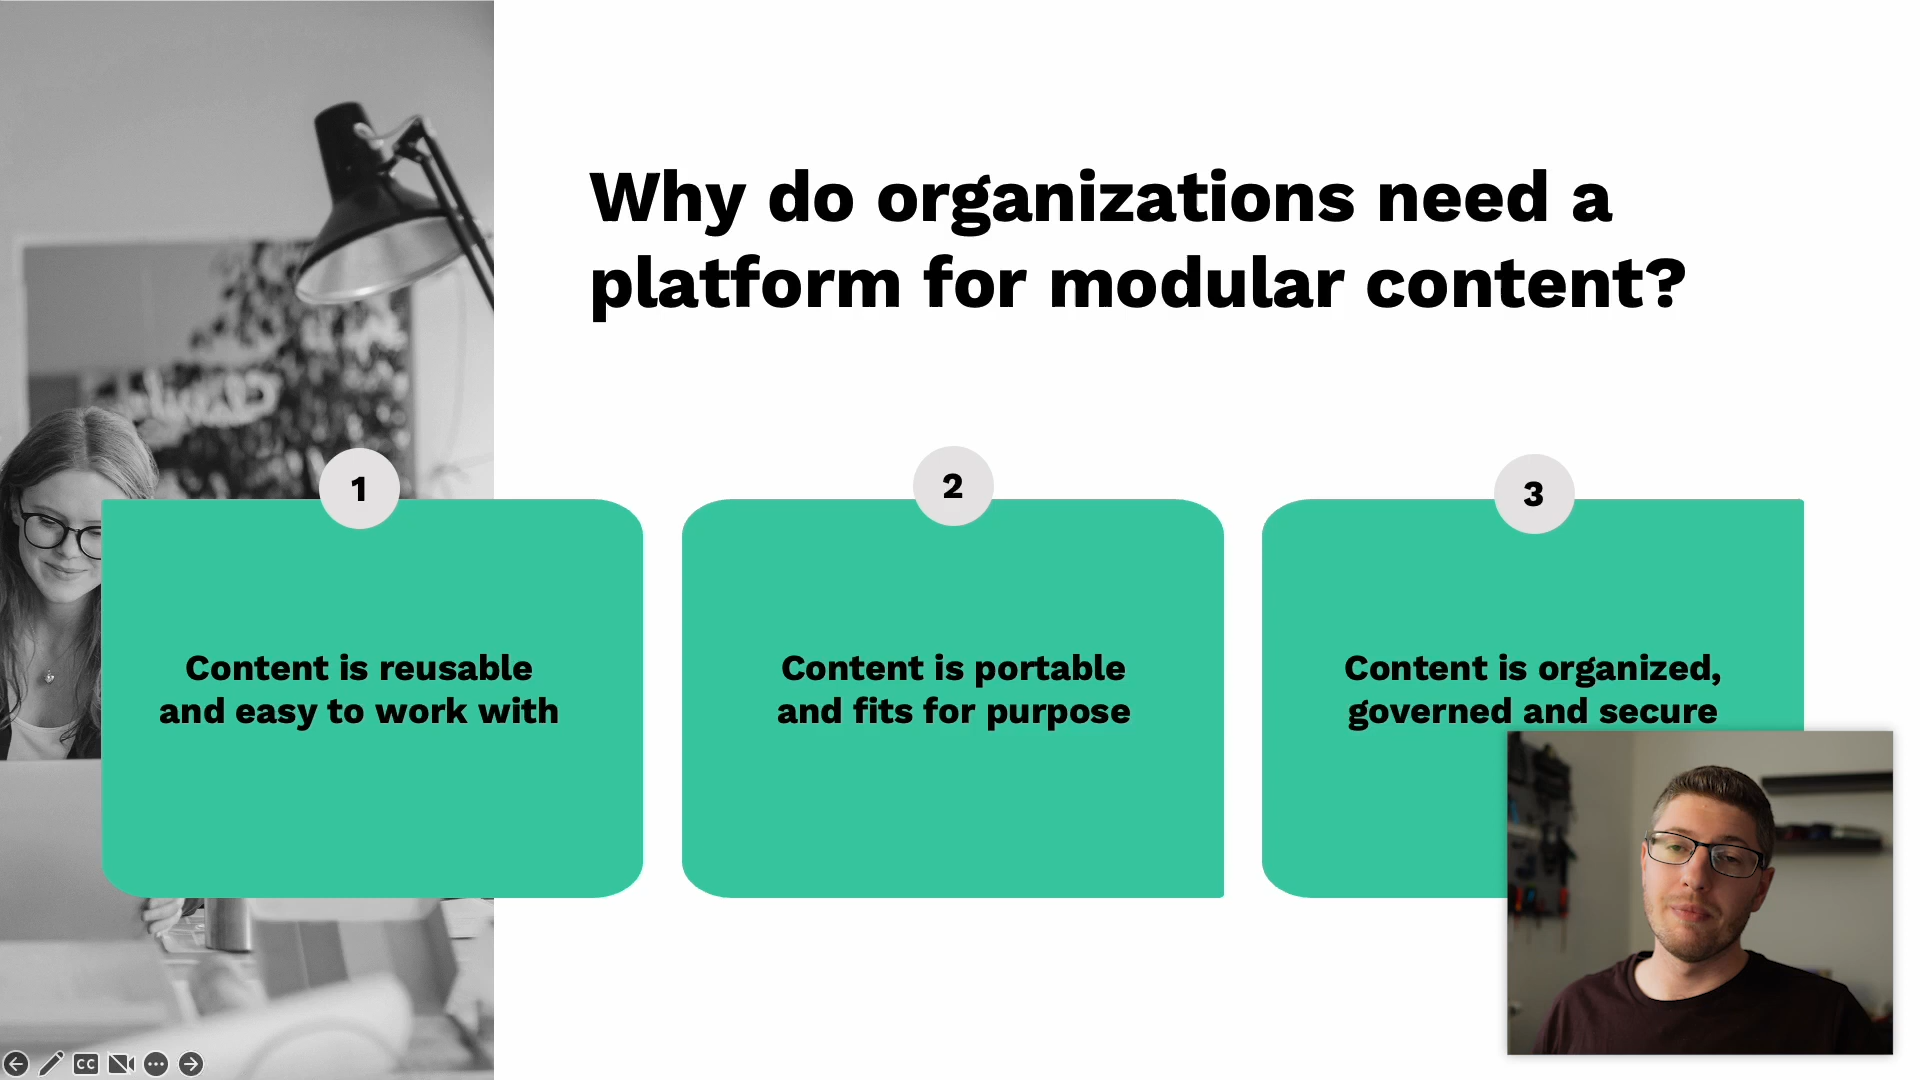 Why do organizations need a
platform for modular content?
1
Content is reusable
and easy to work with
2
Content is portable
and fits for purpose
3
Content is organized,
governed and secure
CC